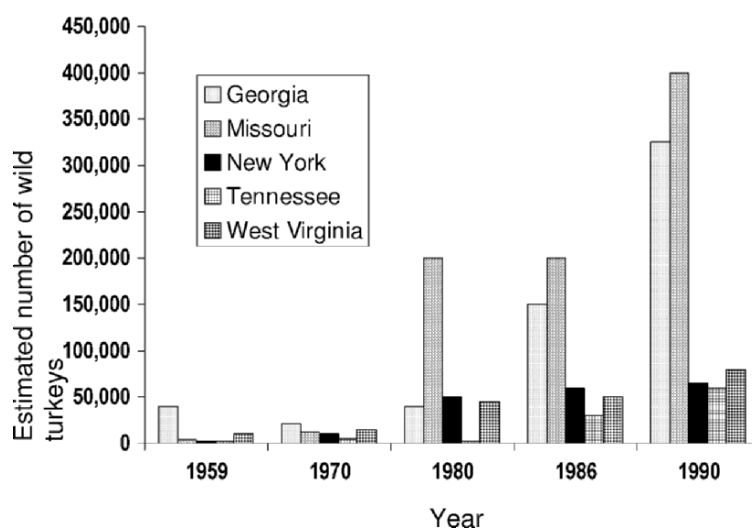 450,000
400,000
350,000
300,000
250,000
200,000
150,000
100,000
50,000
0
Estimated number of wild
turkeys
Georgia
Missouri
New York
Tennessee
West Virginia
1959 1970 1980 1986 1990
Year